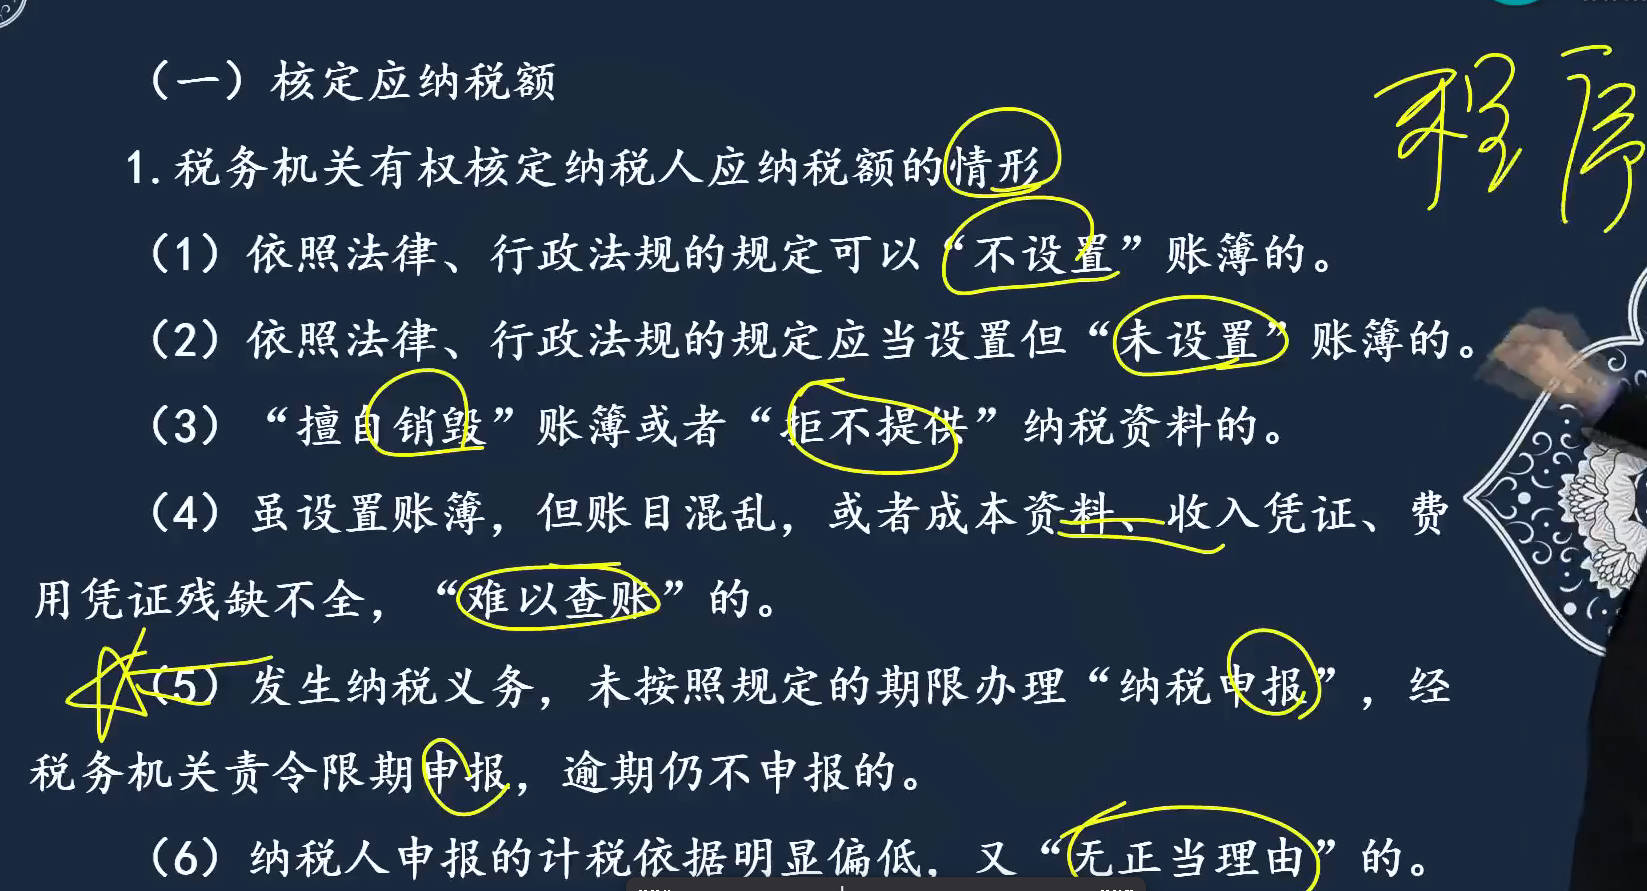 （一）核定应纳税额
程序
1.税务机关有权核定纳税人应纳税额的情形
（1）依照法律、行政法规的规定可以“不设置”账簿的。
（2）依照法律、行政法规的规定应当设置但“未设置”账簿的。
（3）“擅自销毁”账簿或者“拒不提供”纳税资料的。
（4）虽设置账簿，但账目混乱，或者成本资料、收入凭证、费
用凭证残缺不全，“难以查账”的。
（5）发生纳税义务，未按照规定的期限办理“纳税申报”，经
税务机关责令限期申报，逾期仍不申报的。
（6）纳税人申报的计税依据明显偏低，又“无正当理由”的。